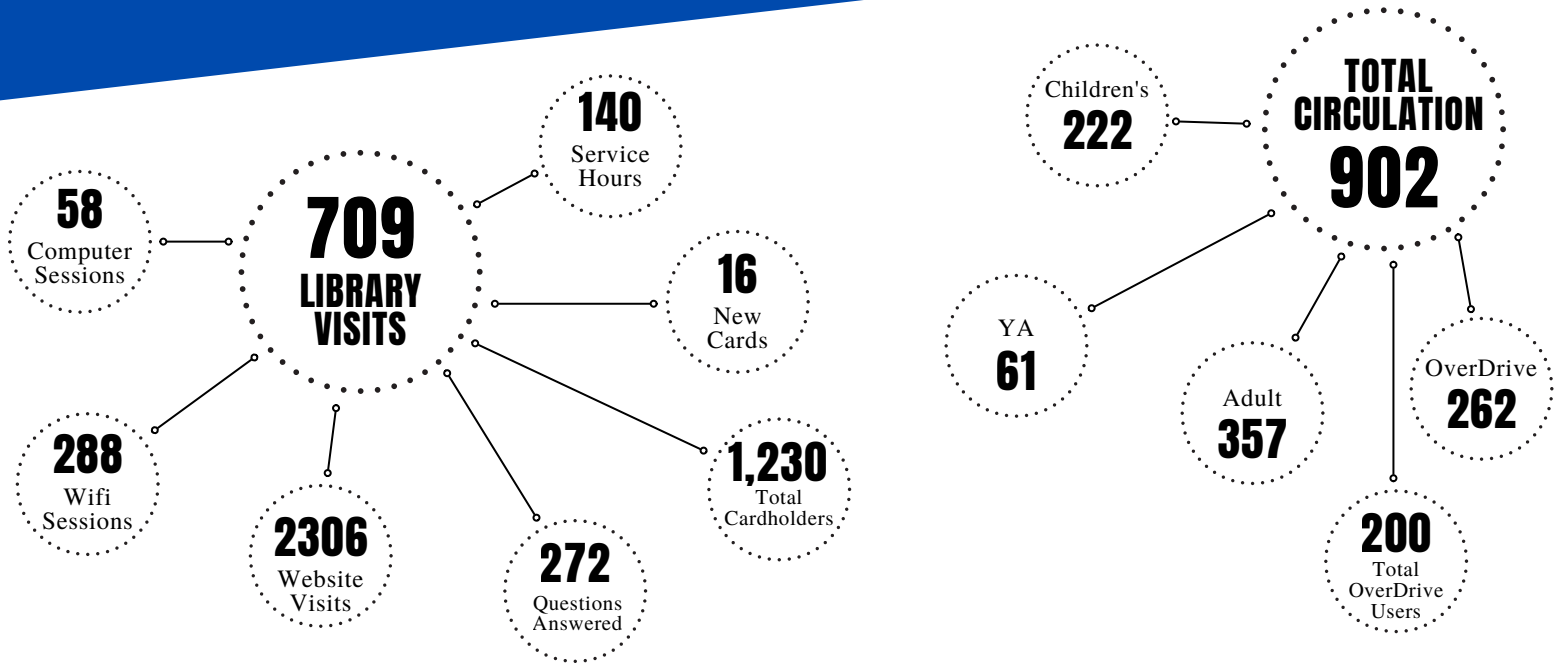 709
LIBRARY
VISITS
140
Service
Hours
58
Computer
Sessions
16
New
Cards
288
Wifi
Sessions
2306
Website
Visits
272
Questions
Answered
1,230
Total
Cardholders
TOTAL
CIRCULATION
902
Children's
222
YA
61
Adult
357
OverDrive
262
200
Total
OverDrive
Users